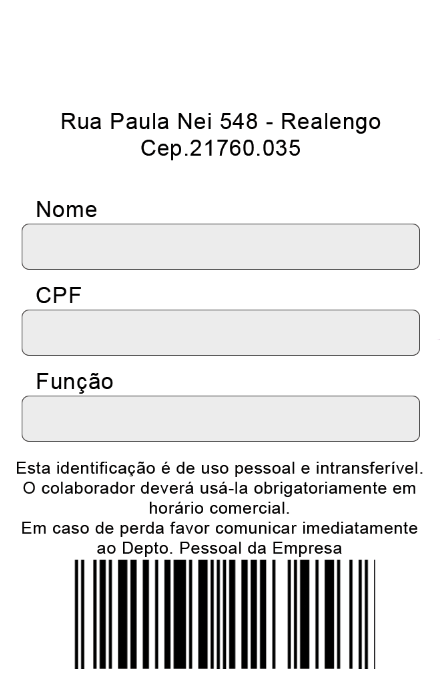 Rua Paula Nei 548 - Realengo
Cep.21760.035
Nome
CPF
Função
Esta identificação é de uso pessoal e intransferível.
O colaborador deverá usá-la obrigatoriamente em
horário comercial.
Em caso de perda favor comunicar imediatamente
ao Depto. Pessoal da Empresa